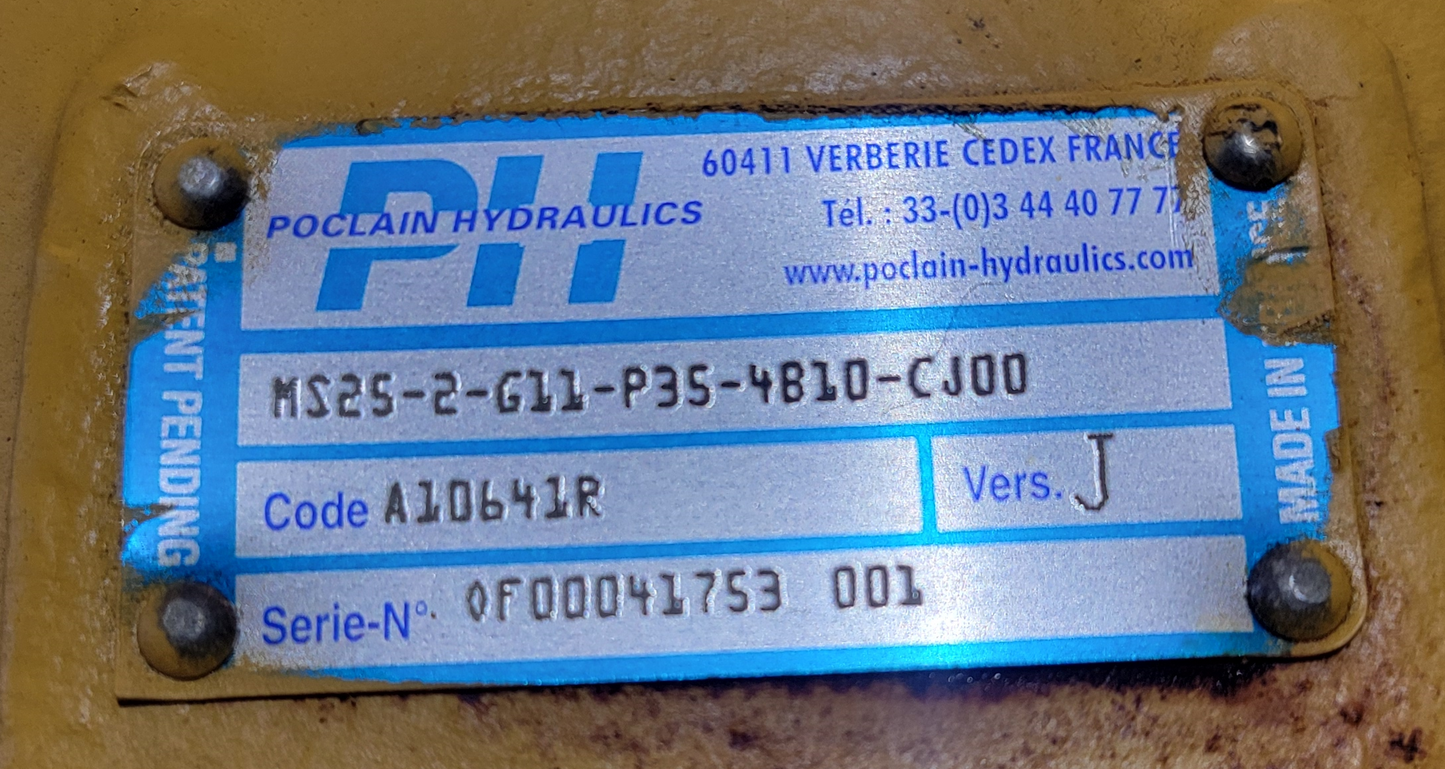 PH
POCLAIN HYDRAULICS
60411 VERBERIE CEDEX FRANCE
Tél. : 33-(0)3 44 40 77 77
www.poclain-hydraulics.com
MS25-2-G11-P35-4810-CJ00
Code A10641R
Vers. J
Serie-N°. 0F00041753 001
PATENT PENDING
MADE IN